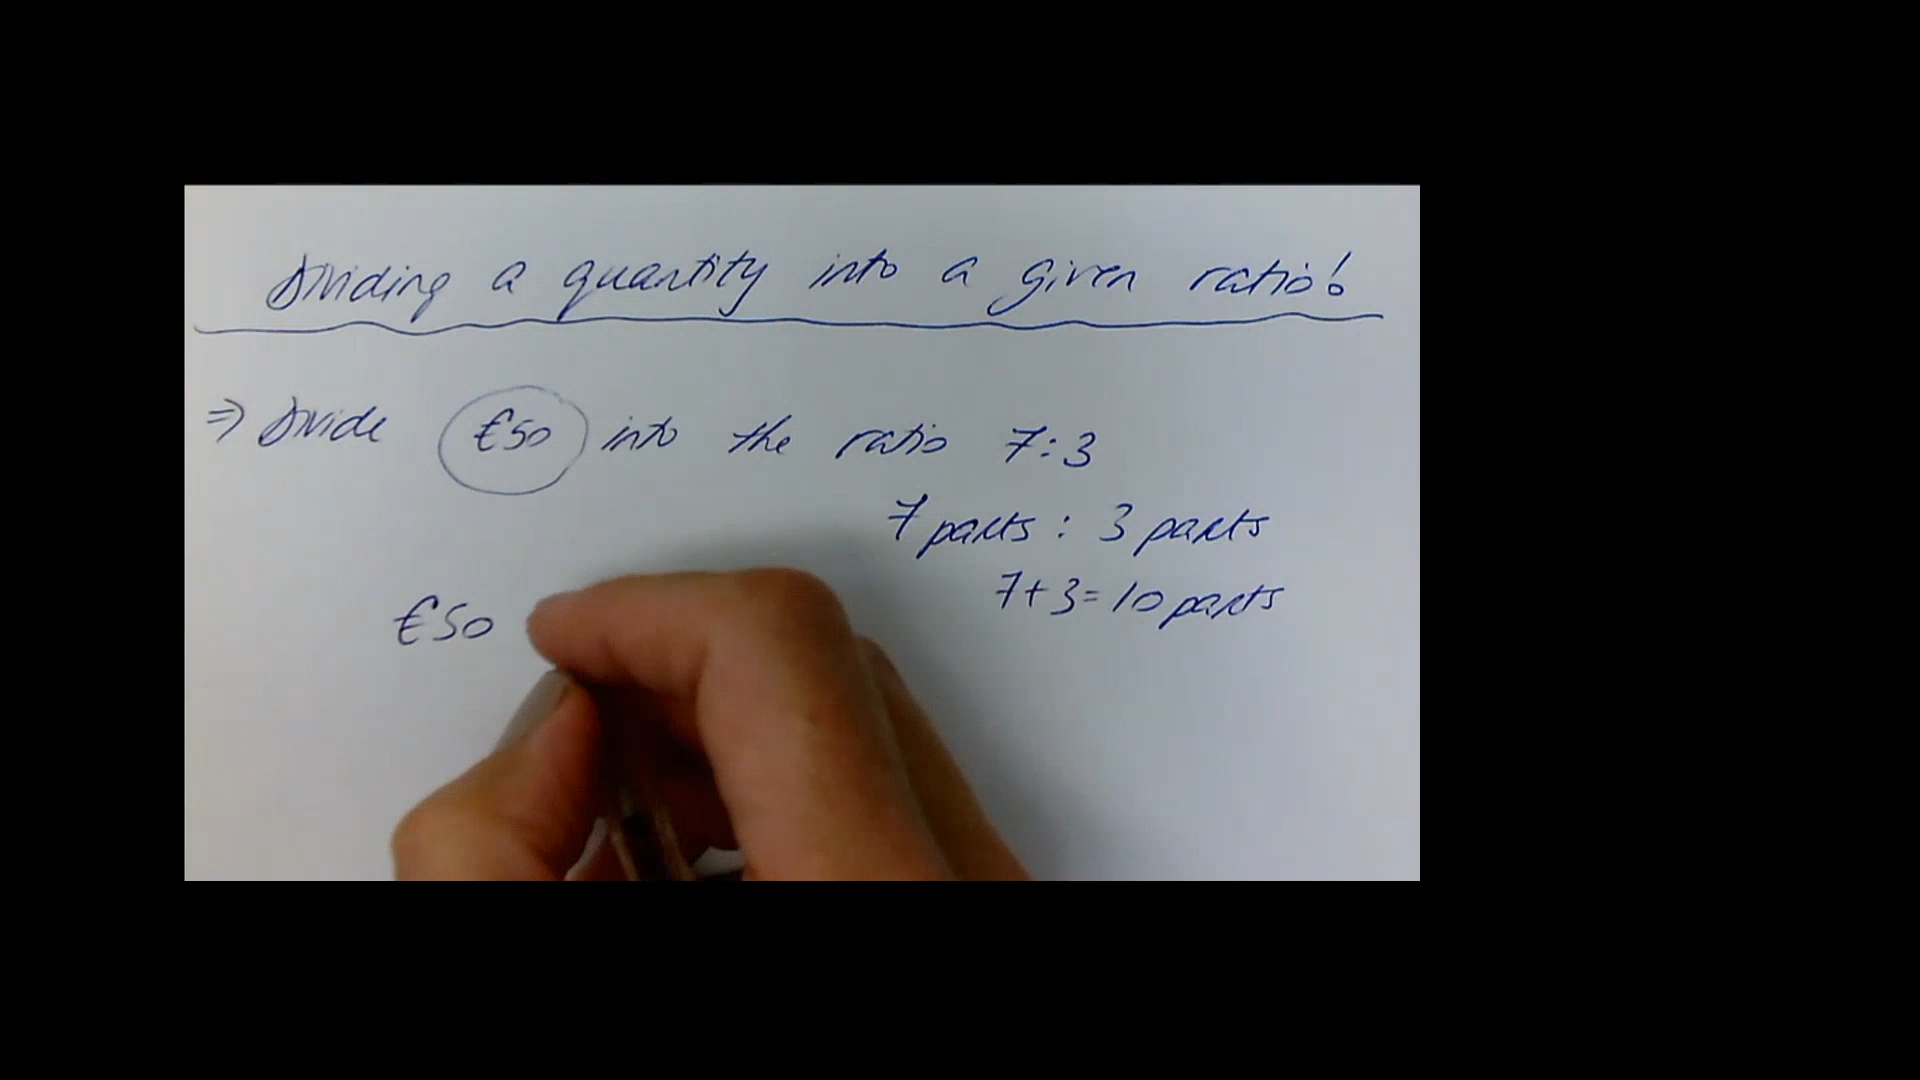 Dividing a quantity into a given ratio!
⇒ Divide €50 into the ratio 7:3
7 parts : 3 parts
7+3=10 parts
€50